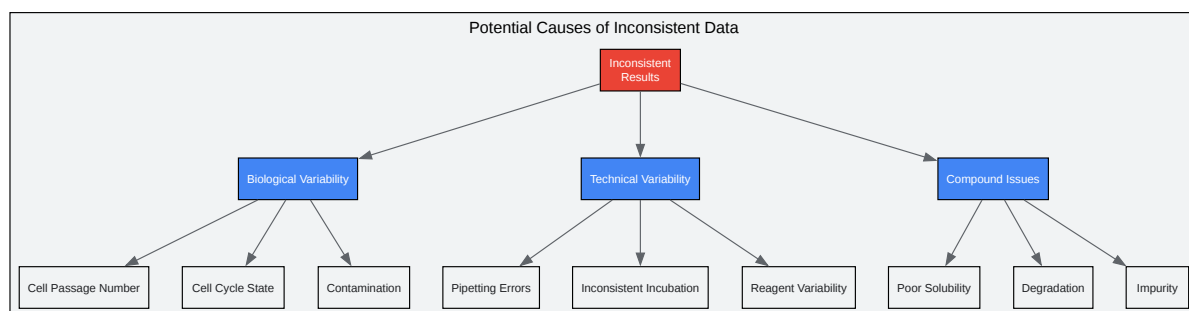 Potential Causes of Inconsistent Data
Inconsistent
Results
Biological Variability
Technical Variability
Compound Issues
Cell Passage Number
Cell Cycle State
Contamination
Pipetting Errors
Inconsistent Incubation
Reagent Variability
Poor Solubility
Degradation
Impurity